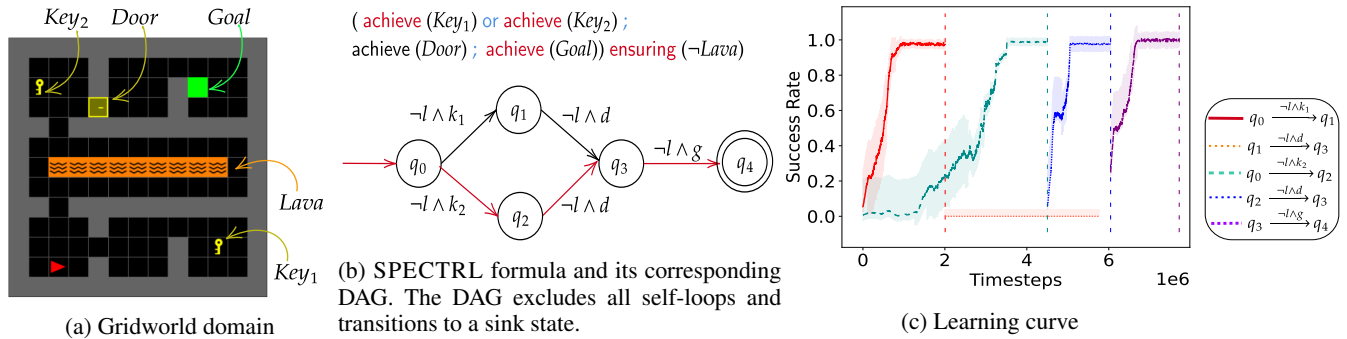 Key₂ Door Goal
Lava
Key₁
(a) Gridworld domain
( achieve (Key₁) or achieve (Key₂) ;
achieve (Door) ; achieve (Goal)) ensuring (¬Lava)
q₀
q₁
q₂
q₃
q₄
¬l ∧ k₁
¬l ∧ d
¬l ∧ g
¬l ∧ k₂
¬l ∧ d
(b) SPECTRL formula and its corresponding
DAG. The DAG excludes all self-loops and
transitions to a sink state.
Success Rate
1.0
0.8
0.6
0.4
0.2
0.0
0 2 4 6 8
Timesteps 1e6
q₀ ¬l∧k₁→ q₁
q₁ ¬l∧d→ q₃
q₀ ¬l∧k₂→ q₂
q₂ ¬l∧d→ q₃
q₃ ¬l∧g→ q₄
(c) Learning curve